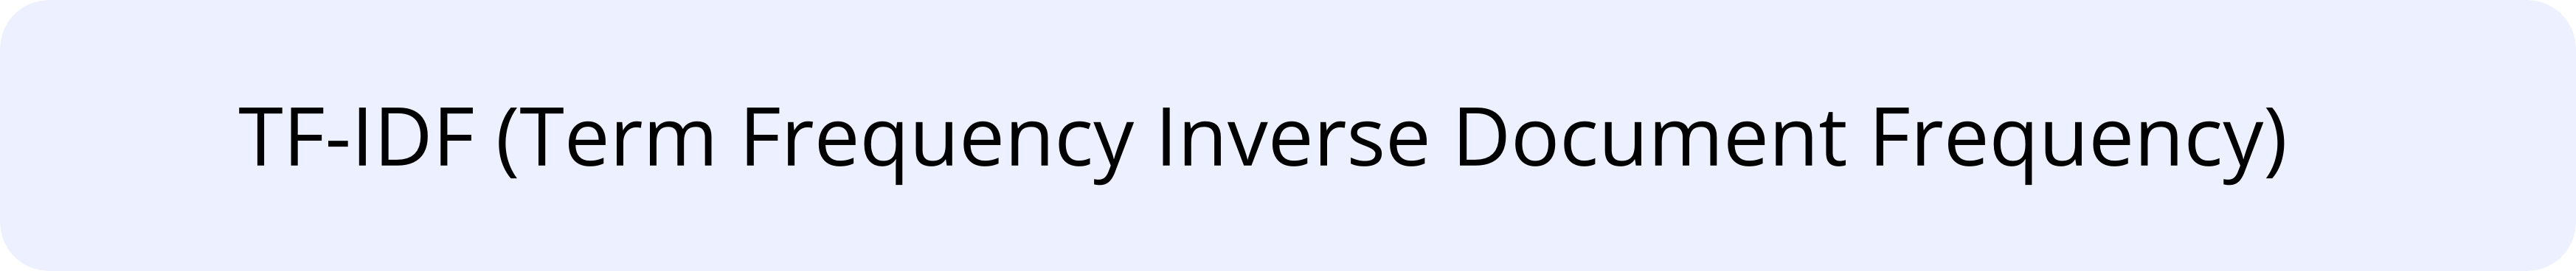 TF-IDF (Term Frequency Inverse Document Frequency)